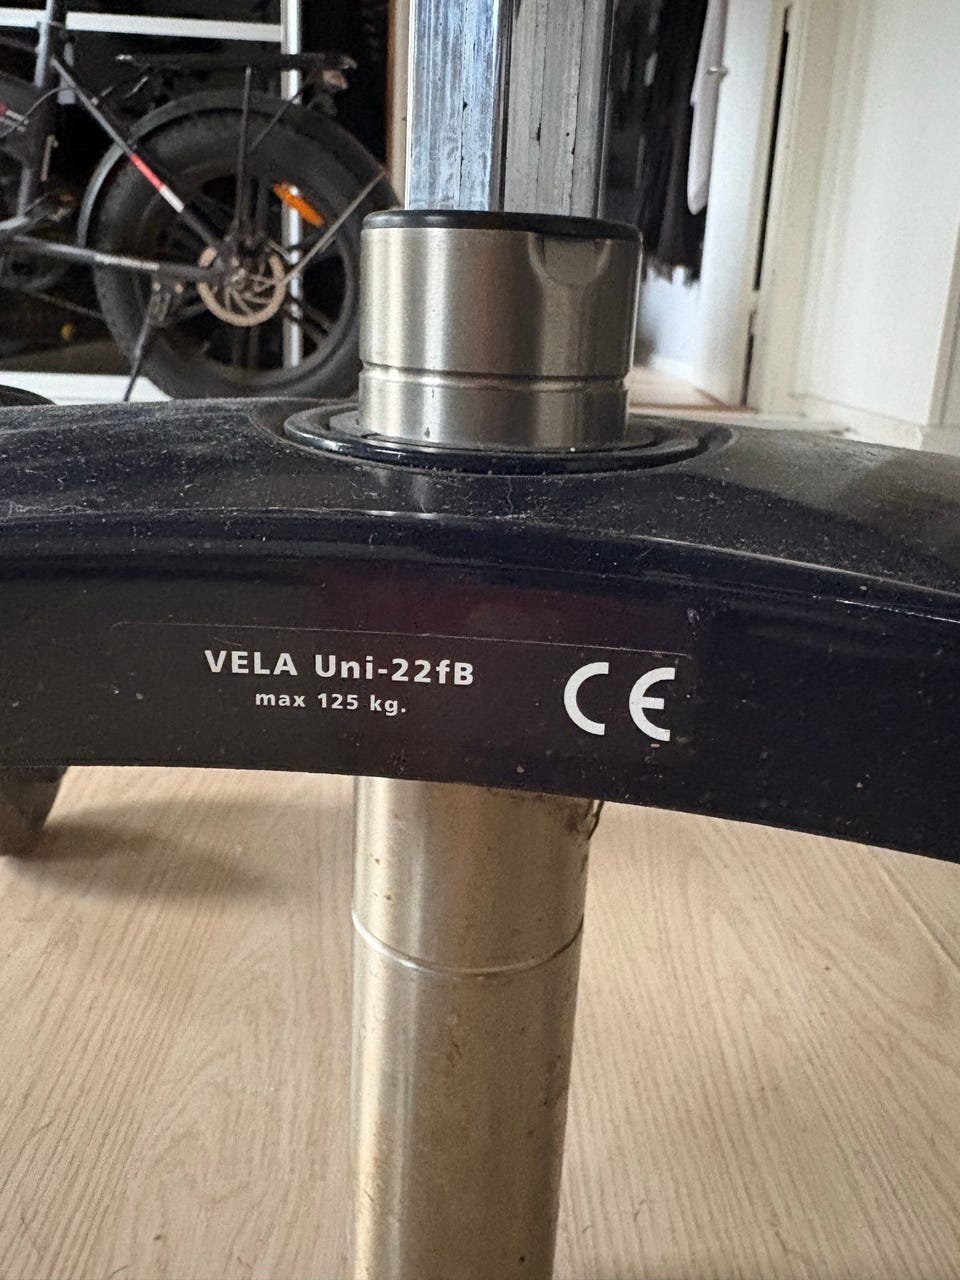 VELA Uni-22fB
max 125 kg.
CE